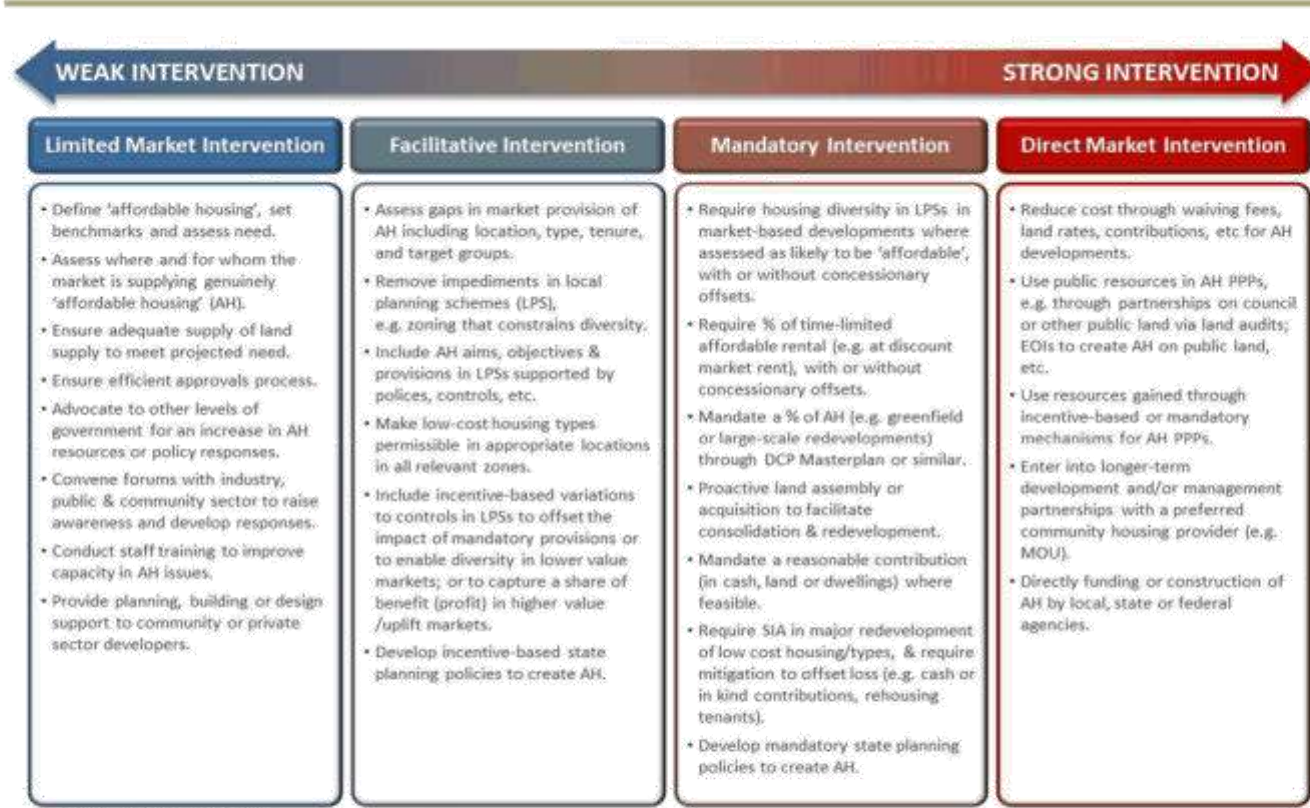 WEAK INTERVENTION
STRONG INTERVENTION
Limited Market Intervention
• Define 'affordable housing', set
benchmarks and assess need.
• Assess where and for whom the
market is supplying genuinely
'affordable housing' (AH).
• Ensure adequate supply of land
supply to meet projected need.
• Ensure efficient approvals process.
• Advocate to other levels of
government for an increase in AH
resources or policy responses.
• Convene forums with industry,
public & community sector to raise
awareness and develop responses.
• Conduct staff training to improve
capacity in AH issues.
• Provide planning, building or design
support to community or private
sector developers.
Facilitative Intervention
• Assess gaps in market provision of
AH including location, type, tenure,
and target groups.
• Remove impediments in local
planning schemes (LPS),
e.g. zoning that constrains diversity.
• Include AH aims, objectives &
provisions in LPSs supported by
polices, controls, etc.
• Make low-cost housing types
permissible in appropriate locations
in all relevant zones.
• Include incentive-based variations
to controls in LPSs to offset the
impact of mandatory provisions or
to enable diversity in lower value
markets; or to capture a share of
benefit (profit) in higher value
/uplift markets.
• Develop incentive-based state
planning policies to create AH.
Mandatory Intervention
• Require housing diversity in LPSs in
market-based developments where
assessed as likely to be 'affordable',
with or without concessionary
offsets.
• Require % of time-limited
affordable rental (e.g. at discount
market rent), with or without
concessionary offsets.
• Mandate a % of AH (e.g. greenfield
or large-scale redevelopments)
through DCP Masterplan or similar.
• Proactive land assembly or
acquisition to facilitate
consolidation & redevelopment.
• Mandate a reasonable contribution
(in cash, land or dwellings) where
feasible.
• Require SIA in major redevelopment
of low cost housing/types, & require
mitigation to offset loss (e.g. cash or
in kind contributions, rehousing
tenants).
• Develop mandatory state planning
policies to create AH.
Direct Market Intervention
• Reduce cost through waiving fees,
land rates, contributions, etc for AH
developments.
• Use public resources in AH PPPs,
e.g. through partnerships on council
or other public land via land audits;
EOIs to create AH on public land,
etc.
• Use resources gained through
incentive-based or mandatory
mechanisms for AH PPPs.
• Enter into longer-term
development and/or management
partnerships with a preferred
community housing provider (e.g.
MOU).
• Directly funding or construction of
AH by local, state or federal
agencies.